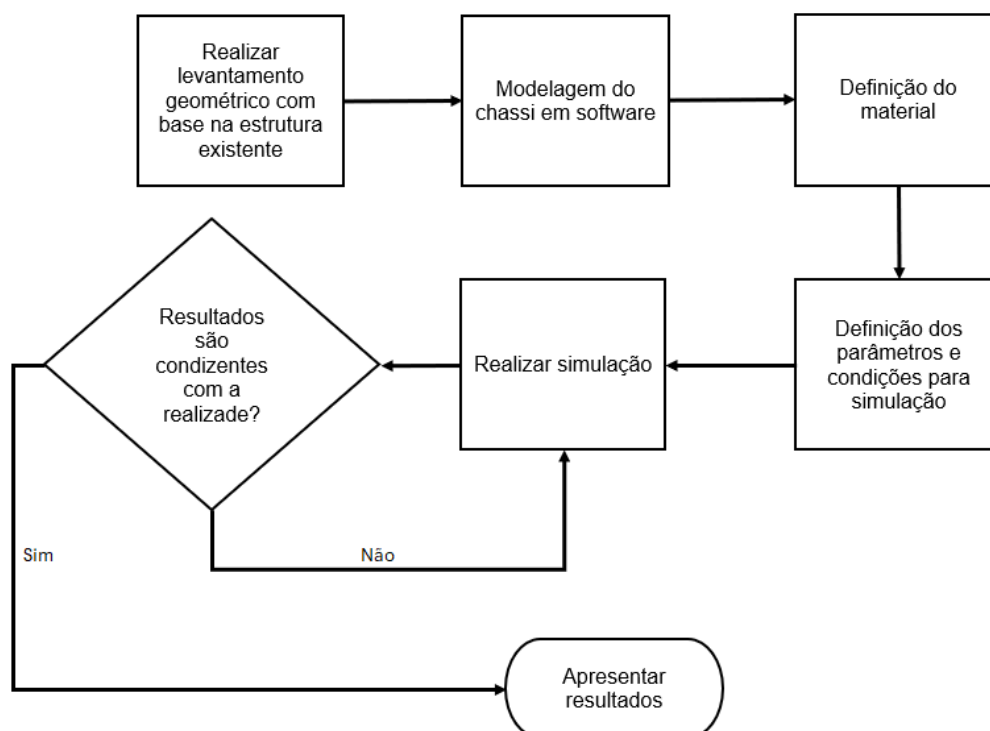 Realizar
levantamento
geométrico com
base na estrutura
existente
Modelagem do
chassi em software
Definição do
material
Definição dos
parâmetros e
condições para
simulação
Realizar simulação
Resultados
são
condizentes
com a
realizade?
Sim
Não
Apresentar
resultados